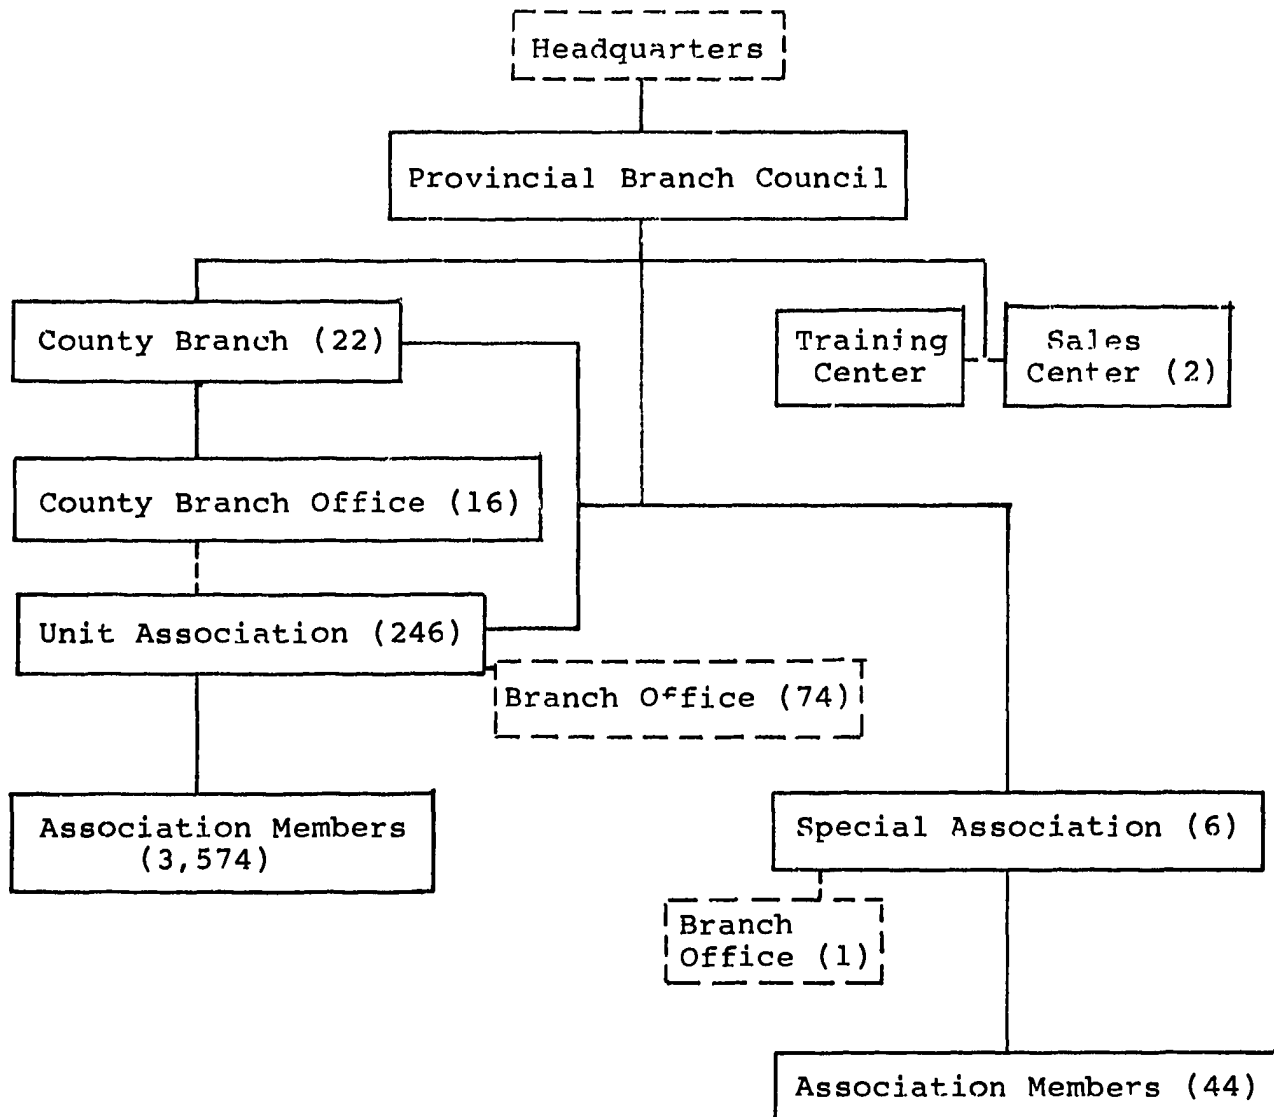 Headquarters
Provincial Branch Council
County Branch (22)
Training
Center
Sales
Center (2)
County Branch Office (16)
Unit Association (246)
Branch Office (74)
Association Members
(3,574)
Special Association (6)
Branch
Office (1)
Association Members (44)